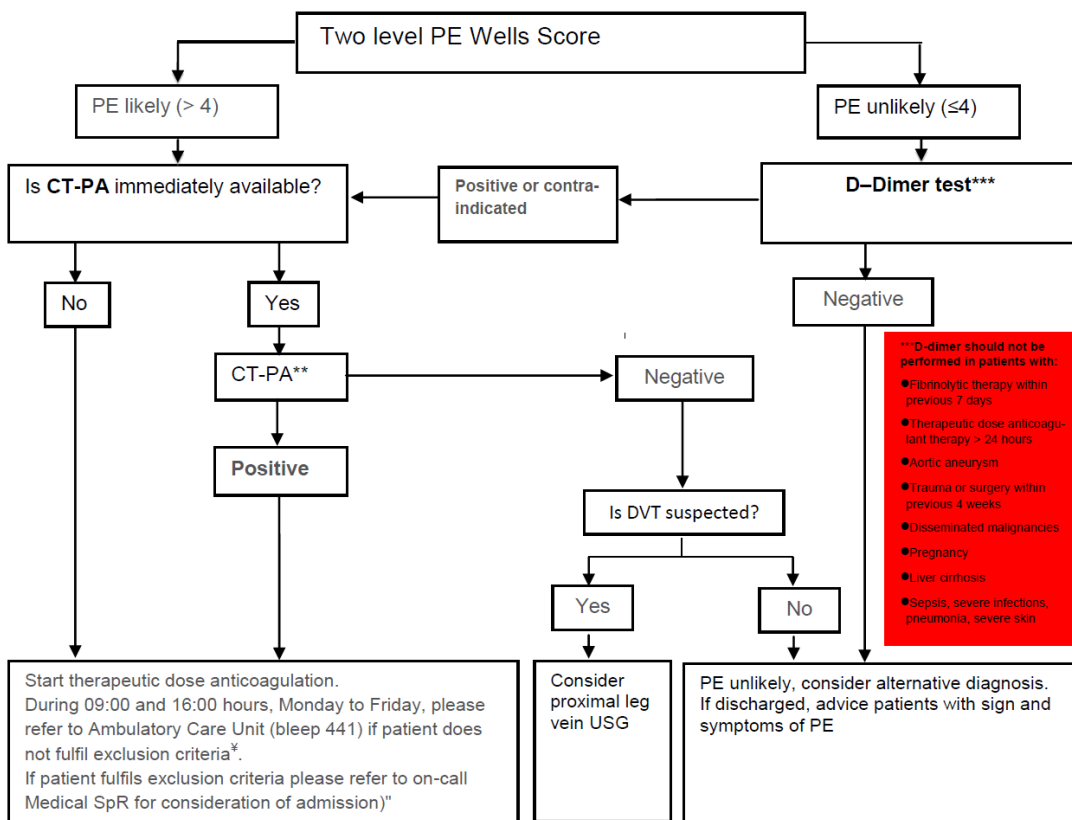 Two level PE Wells Score
PE likely (> 4)
PE unlikely (≤4)
Is CT-PA immediately available?
Positive or contra-
indicated
D–Dimer test***
No
Yes
Negative
CT-PA**
Negative
***D-dimer should not be
performed in patients with:
●Fibrinolytic therapy within
previous 7 days
●Therapeutic dose anticoagu-
lant therapy > 24 hours
●Aortic aneurysm
●Trauma or surgery within
previous 4 weeks
●Disseminated malignancies
●Pregnancy
●Liver cirrhosis
●Sepsis, severe infections,
pneumonia, severe skin
Positive
Is DVT suspected?
Yes
No
Start therapeutic dose anticoagulation.
During 09:00 and 16:00 hours, Monday to Friday, please
refer to Ambulatory Care Unit (bleep 441) if patient does
not fulfil exclusion criteria¥.
If patient fulfils exclusion criteria please refer to on-call
Medical SpR for consideration of admission)"
Consider
proximal leg
vein USG
PE unlikely, consider alternative diagnosis.
If discharged, advice patients with sign and
symptoms of PE